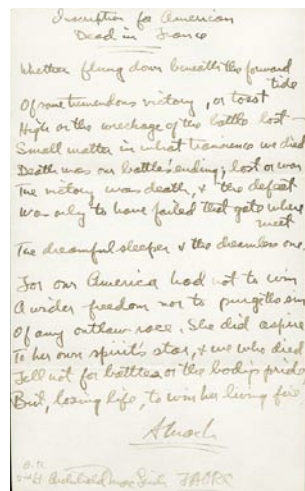 Inscription for American
Dead in France
Whether flung down beneath the forward
tide
Of some tremendous victory, or tossed
High on the wreckage of the battle lost —
Small matter in what we died
Death was our battle's ending; lost or won
The victory was death, & the defeat
Was only to have failed that gate where
meet
The dreamful sleeper & the dreamless one.
For our America had not to win
A wider freedom nor to purge the sin
Of any outlaw race. She did aspire
To her own spirit's star, & we who died
Fell not for battles or the body's pride
But, losing life, to win her living fire.
AMacL
Archibald MacLeish